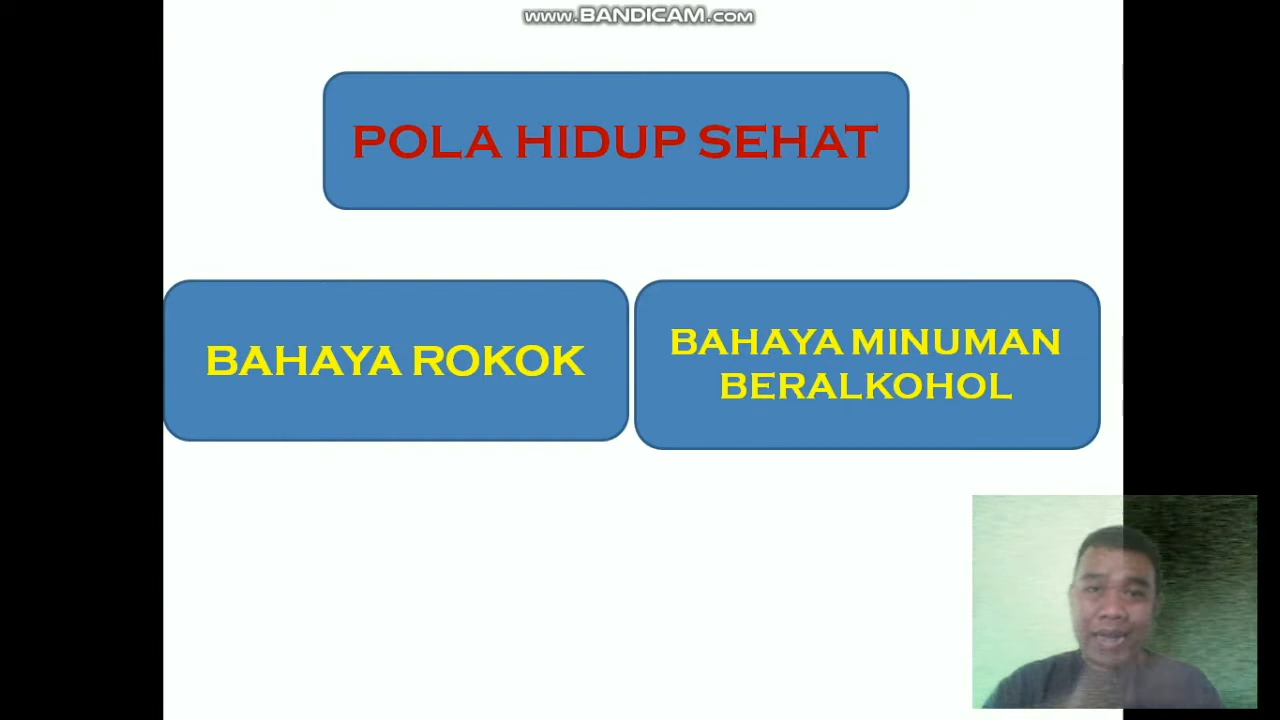 www.BANDICAM.com
POLA HIDUP SEHAT
BAHAYA ROKOK
BAHAYA MINUMAN
BERALKOHOL